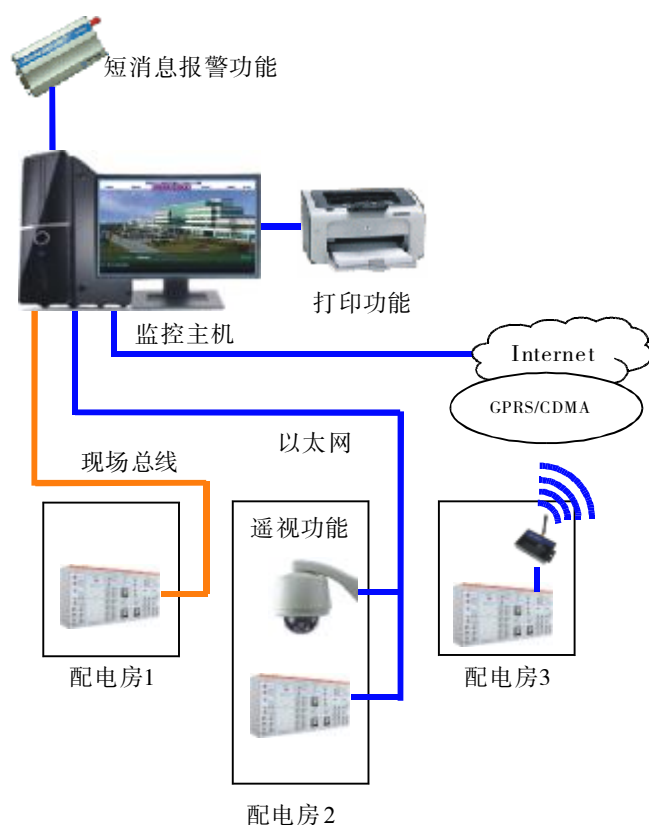 短消息报警功能
打印功能
监控主机
Internet
GPRS/CDMA
以太网
现场总线
遥视功能
配电房1
配电房3
配电房2